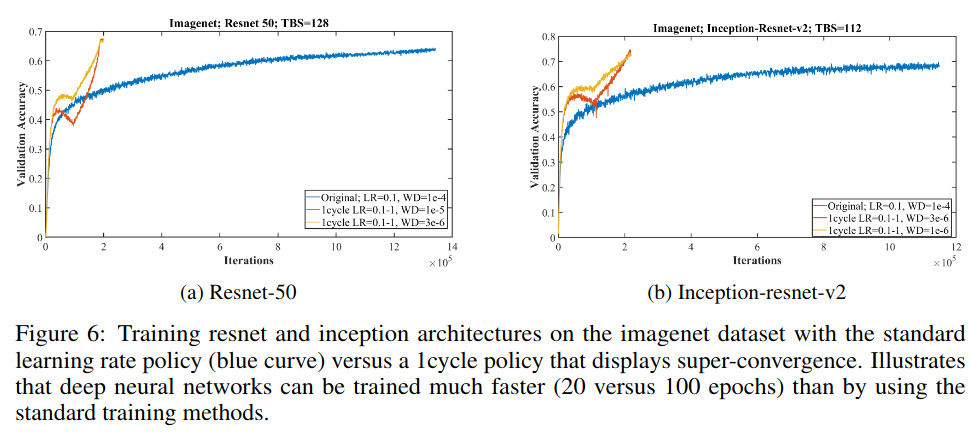 Imagenet; Resnet 50; TBS=128
0.7
0.6
0.5
0.4
0.3
0.2
0.1
0
Validation Accuracy
Original; LR=0.1, WD=1e-4
1cycle LR=0.1-1, WD=1e-5
1cycle LR=0.1-1, WD=3e-6
0 2 4 6 8 10 12 14
Iterations
×10⁵
(a) Resnet-50
Imagenet; Inception-Resnet-v2; TBS=112
0.8
0.7
0.6
0.5
0.4
0.3
0.2
0.1
0
Validation Accuracy
Original; LR=0.1, WD=1e-4
1cycle LR=0.1-1, WD=3e-6
1cycle LR=0.1-1, WD=1e-6
0 2 4 6 8 10 12
Iterations
×10⁵
(b) Inception-resnet-v2
Figure 6: Training resnet and inception architectures on the imagenet dataset with the standard
learning rate policy (blue curve) versus a 1cycle policy that displays super-convergence. Illustrates
that deep neural networks can be trained much faster (20 versus 100 epochs) than by using the
standard training methods.